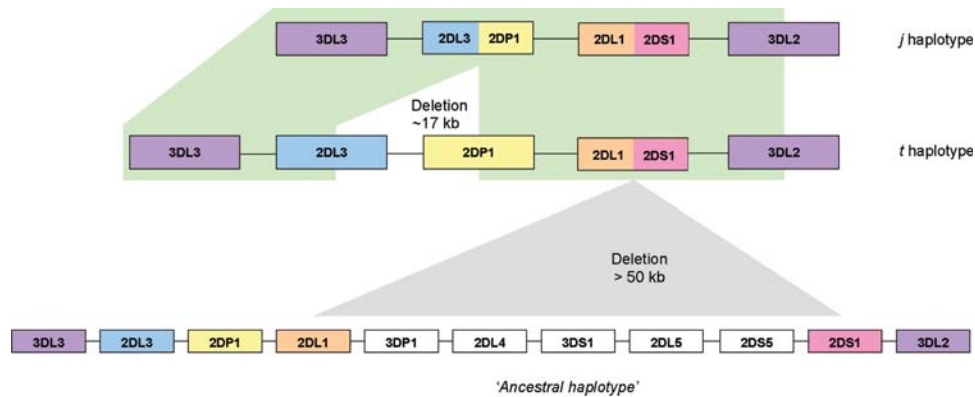 3DL3 2DL3 2DP1 2DL1 2DS1 3DL2 j haplotype
Deletion
~17 kb
3DL3 2DL3 2DP1 2DL1 2DS1 3DL2 t haplotype
Deletion
> 50 kb
3DL3 2DL3 2DP1 2DL1 3DP1 2DL4 3DS1 2DL5 2DS5 2DS1 3DL2
'Ancestral haplotype'